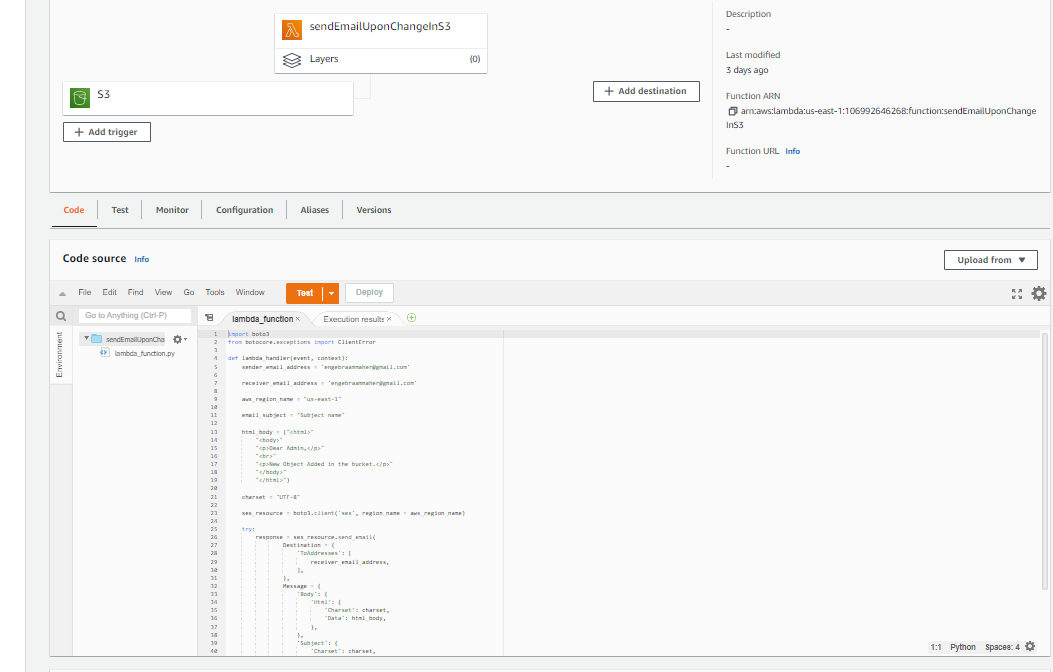 sendEmailUponChangeInS3
Layers
(0)
S3
Add trigger
Add destination
Description
-
Last modified
3 days ago
Function ARN
arn:aws:lambda:us-east-1:106992646268:function:sendEmailUponChange
InS3
Function URL Info
-
Code Test Monitor Configuration Aliases Versions
Code source Info
Upload from
File Edit Find View Go Tools Window Test Deploy
Go to Anything (Ctrl-P)
lambda_function Execution results
Environment
sendEmailUponCha
lambda_function.py
1 import boto3
2 from botocore.exceptions import ClientError
3
4 def lambda_handler(event, context):
5 sender_email_address = 'engebraammaher@gmail.com'
6
7 receiver_email_address = 'engebraammaher@gmail.com'
8
9 aws_region_name = "us-east-1"
10
11 email_subject = "Subject name"
12
13 html_body = ("<html>"
14 "<body>"
15 "<p>Dear Admin,</p>"
16 "<br>"
17 "<p>New Object Added in the bucket.</p>"
18 "</body>"
19 "</html>")
20
21 charset = "UTF-8"
22
23 ses_resource = boto3.client('ses', region_name = aws_region_name)
24
25 try:
26 response = ses_resource.send_email(
27 Destination = {
28 'ToAddresses': [
29 receiver_email_address,
30 ],
31 },
32 Message = {
33 'Body': {
34 'Html': {
35 'Charset': charset,
36 'Data': html_body,
37 },
38 },
39 'Subject': {
40 'Charset': charset,
1:1 Python Spaces: 4